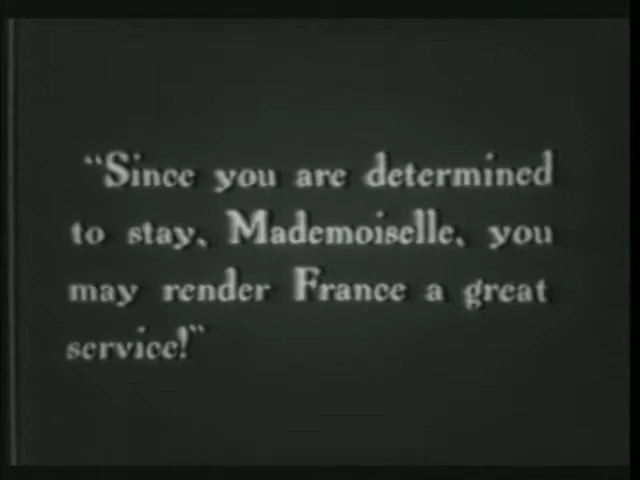 “Since you are determined
to stay, Mademoiselle, you
may render France a great
service!”